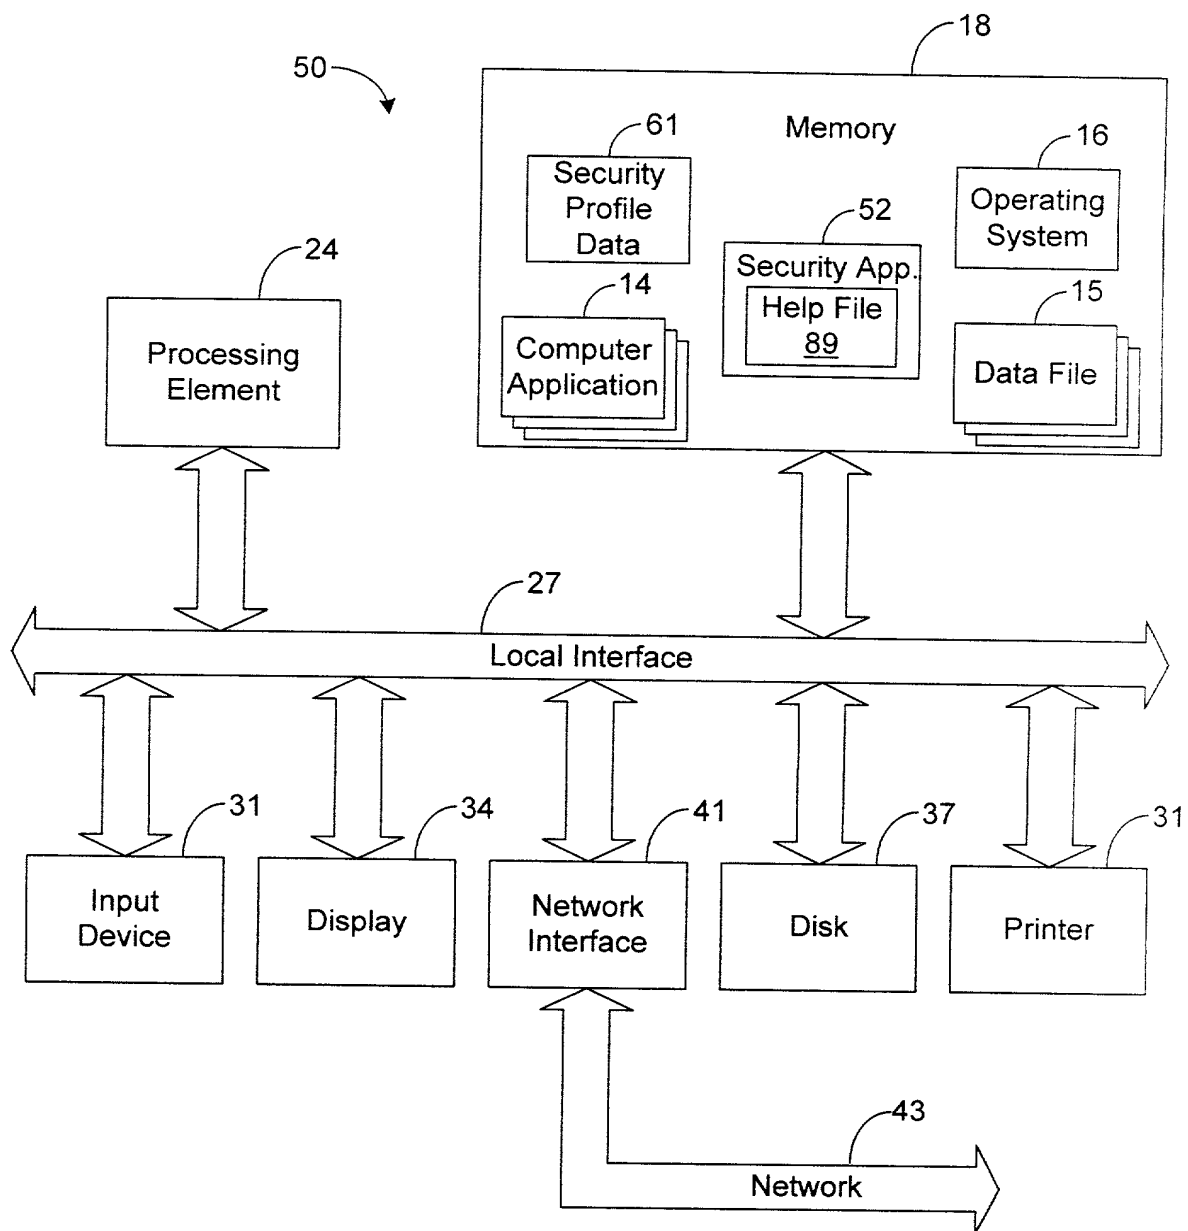 18
50
Memory
61
Security
Profile
Data
16
Operating
System
52
Security App.
Help File
89
24
Processing
Element
14
Computer
Application
15
Data File
27
Local Interface
31
Input
Device
34
Display
41
Network
Interface
37
Disk
31
Printer
43
Network